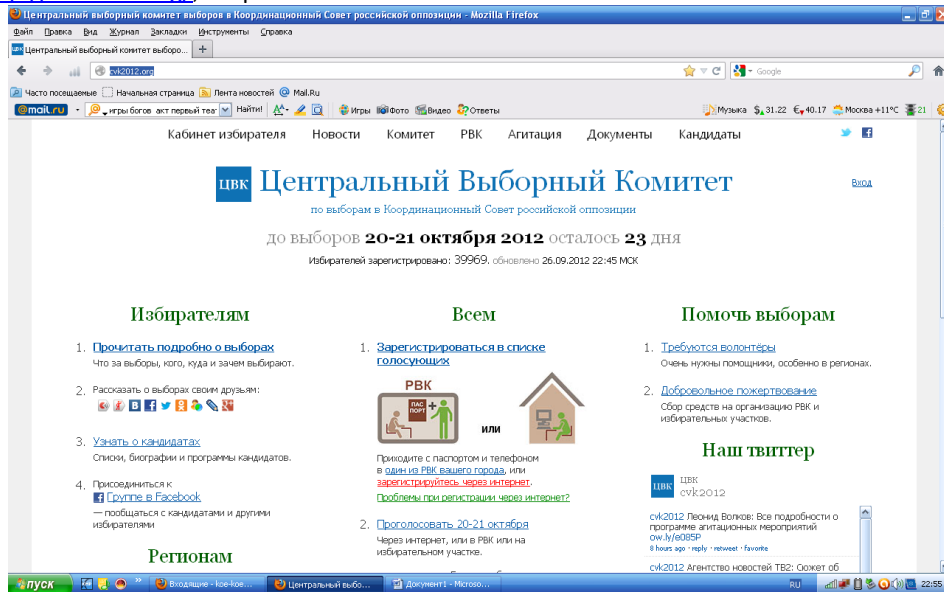 Центральный выборный комитет выборов в Координационный Совет российской оппозиции - Mozilla Firefox
Файл Правка Вид Журнал Закладки Инструменты Справка
ЦВК Центральный выборный комитет выборо... +
cvk2012.org Google
Часто посещаемые Начальная страница Лента новостей Mail.Ru
@mail.ru игры богов акт первый теат Найти! Игры Фото Видео Ответы Музыка $ 31.22 € 40.17 Москва +11°C 21
Кабинет избирателя Новости Комитет РВК Агитация Документы Кандидаты
ЦВК Центральный Выборный Комитет Вход
по выборам в Координационный Совет российской оппозиции
до выборов 20-21 октября 2012 осталось 23 дня
Избирателей зарегистрировано: 39969. обновлено 26.09.2012 22:45 МСК
Избирателям
1. Прочитать подробно о выборах
Что за выборы, кого, куда и зачем выбирают.
2. Рассказать о выборах своим друзьям:
3. Узнать о кандидатах
Списки, биографии и программы кандидатов.
4. Присоединиться к
Группе в Facebook
— пообщаться с кандидатами и другими
избирателями
Регионам
Всем
1. Зарегистрироваться в списке
голосующих
РВК
ПАС
ПОРТ
или
Приходите с паспортом и телефоном
в один из РВК вашего города, или
зарегистрируйтесь через интернет.
Проблемы при регистрации через интернет?
2. Проголосовать 20-21 октября
Через интернет, или в РВК или на
избирательном участке.
Помочь выборам
1. Требуются волонтёры
Очень нужны помощники, особенно в регионах.
2. Добровольное пожертвование
Сбор средств на организацию РВК и
избирательных участков.
Наш твиттер
ЦВК ЦВК
cvk2012
cvk2012 Леонид Волков: Все подробности о
программе агитационных мероприятий
ow.ly/e085P
8 hours ago · reply · retweet · favorite
cvk2012 Агентство новостей ТВ2: Сюжет об
пуск Входящие - koe-koe... Центральный выбо... Документ1 - Microso... RU 22:55